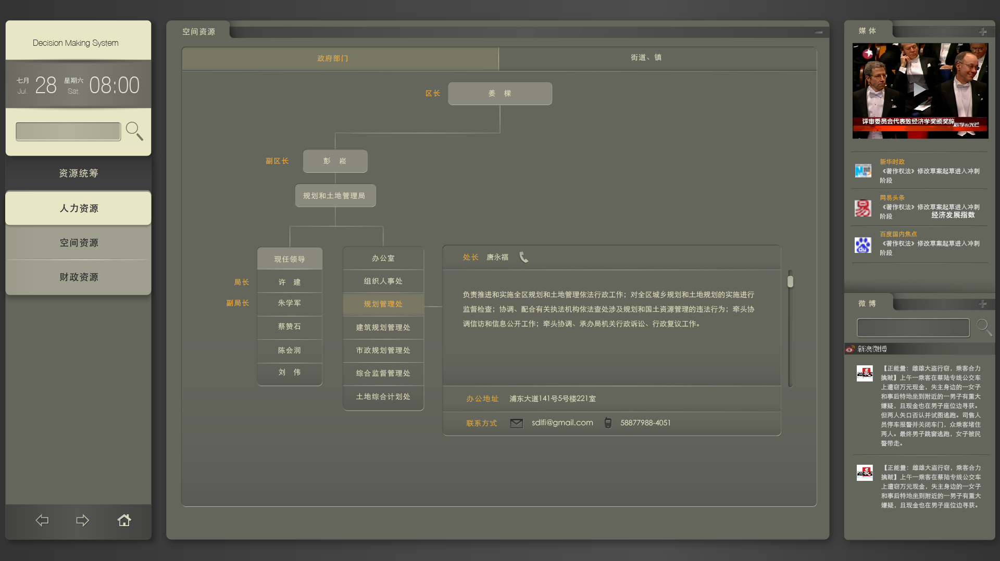 Decision Making System
七月
Jul.
28
星期六
Sat.
08:00
资源统筹
人力资源
空间资源
财政资源
空间资源
政府部门
街道、镇
区长
姜 樑
副区长
彭 崧
规划和土地管理局
现任领导
局长
许 建
副局长
朱学军
蔡赞石
陈会润
刘 伟
办公室
组织人事处
规划管理处
建筑规划管理处
市政规划管理处
综合监督管理处
土地综合计划处
处长 唐永福
负责推进和实施全区规划和土地管理依法行政工作；对全区城乡规划和土地规划的实施进行
监督检查；协调、配合有关执法机构依法查处涉及规划和国土资源管理的违法行为；牵头协
调信访和信息公开工作；牵头协调、承办局机关行政诉讼、行政复议工作。
办公地址 浦东大道141号5号楼221室
联系方式 sdlfi@gmail.com 58877988-4051
媒体
评审委员会代表致经济学奖颁奖辞
科学的光芒
新华时政
《著作权法》修改草案起草进入冲刺
阶段
网易头条
《著作权法》修改草案起草进入冲刺
阶段
经济发展指数
百度国内焦点
《著作权法》修改草案起草进入冲刺
阶段
微博
新浪微博
【正能量：雌雄大盗行窃，乘客合力
擒贼】上午一乘客在蔡陆专线公交车
上遭窃万元现金，失主身边的一女子
和事后特地坐到附近的一男子有重大
嫌疑，且现金也在男子座位边寻获。
但两人矢口否认并试图逃跑。司售人
员停车报警并关闭车门，众乘客堵住
两人。最终男子跳窗逃跑，女子被民
警带走。
【正能量：雌雄大盗行窃，乘客合力
擒贼】上午一乘客在蔡陆专线公交车
上遭窃万元现金，失主身边的一女子
和事后特地坐到附近的一男子有重大
嫌疑，且现金也在男子座位边寻获。